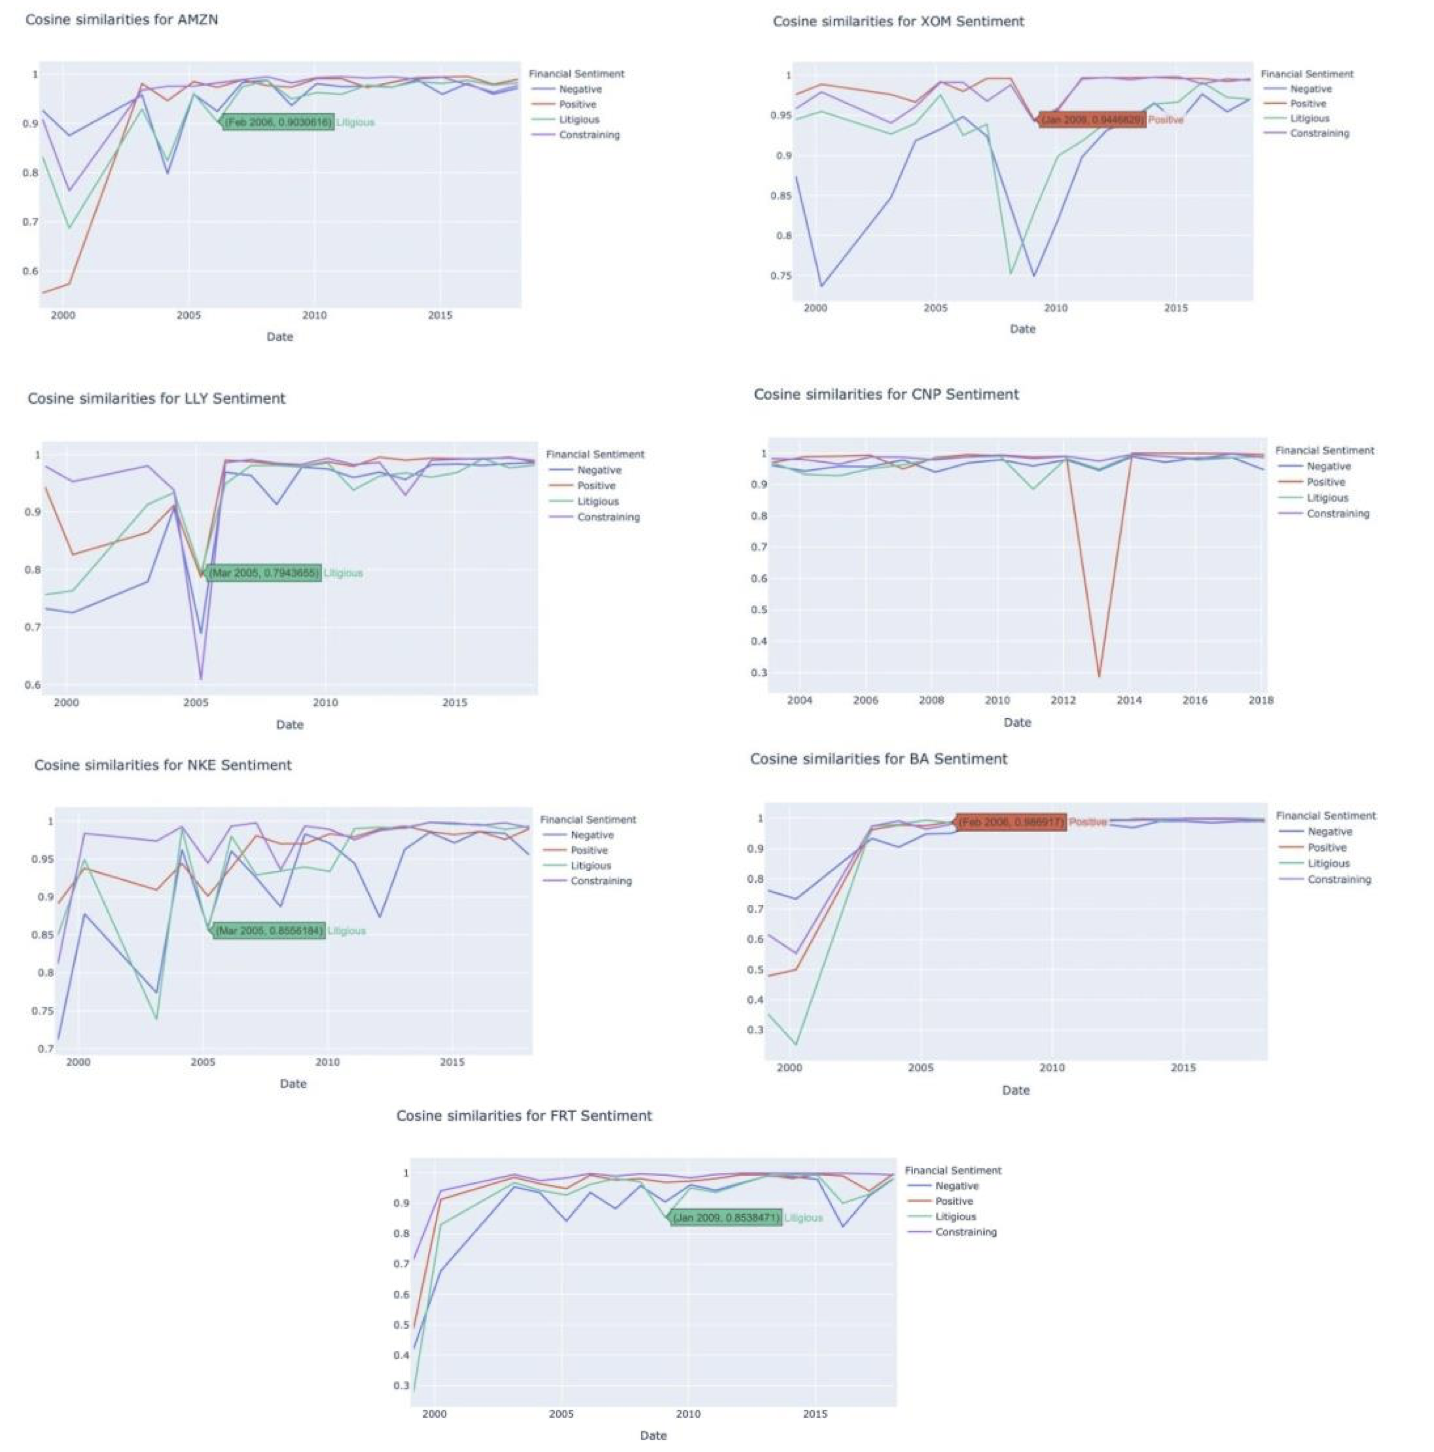 Cosine similarities for AMZN
Financial Sentiment
Negative
Positive
Litigious
Constraining
1
0.9
0.8
0.7
0.6
(Feb 2006, 0.9030616) Litigious
2000 2005 2010 2015
Date
Cosine similarities for XOM Sentiment
Financial Sentiment
Negative
Positive
Litigious
Constraining
1
0.95
0.9
0.85
0.8
0.75
(Jan 2009, 0.9446829) Positive
2000 2005 2010 2015
Date
Cosine similarities for LLY Sentiment
Financial Sentiment
Negative
Positive
Litigious
Constraining
1
0.9
0.8
0.7
0.6
(Mar 2005, 0.7943655) Litigious
2000 2005 2010 2015
Date
Cosine similarities for CNP Sentiment
Financial Sentiment
Negative
Positive
Litigious
Constraining
1
0.9
0.8
0.7
0.6
0.5
0.4
0.3
2004 2006 2008 2010 2012 2014 2016 2018
Date
Cosine similarities for NKE Sentiment
Financial Sentiment
Negative
Positive
Litigious
Constraining
1
0.95
0.9
0.85
0.8
0.75
0.7
(Mar 2005, 0.8556184) Litigious
2000 2005 2010 2015
Date
Cosine similarities for BA Sentiment
Financial Sentiment
Negative
Positive
Litigious
Constraining
1
0.9
0.8
0.7
0.6
0.5
0.4
0.3
(Feb 2006, 0.986917) Positive
2000 2005 2010 2015
Date
Cosine similarities for FRT Sentiment
Financial Sentiment
Negative
Positive
Litigious
Constraining
1
0.9
0.8
0.7
0.6
0.5
0.4
0.3
(Jan 2009, 0.8538471) Litigious
2000 2005 2010 2015
Date